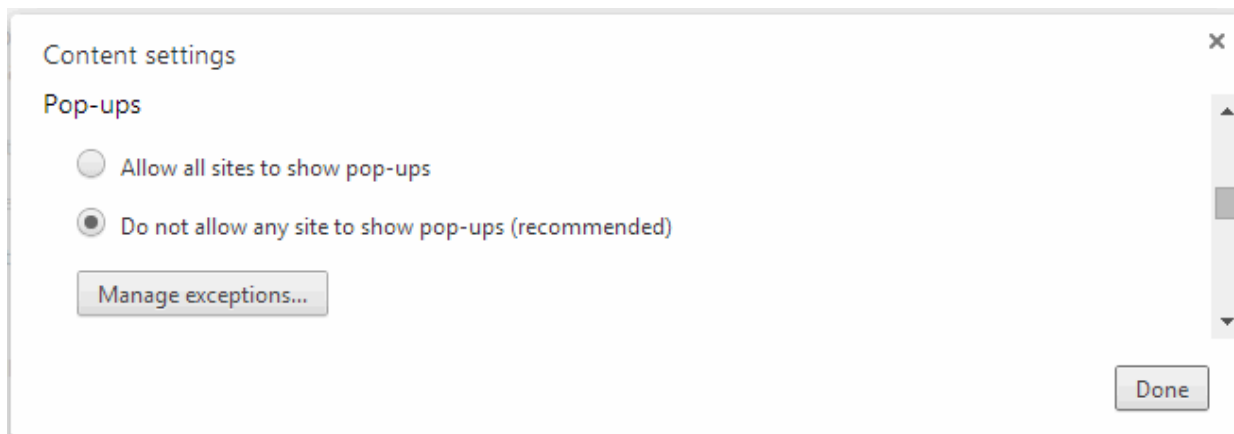 Content settings
Pop-ups
Allow all sites to show pop-ups
Do not allow any site to show pop-ups (recommended)
Manage exceptions...
Done